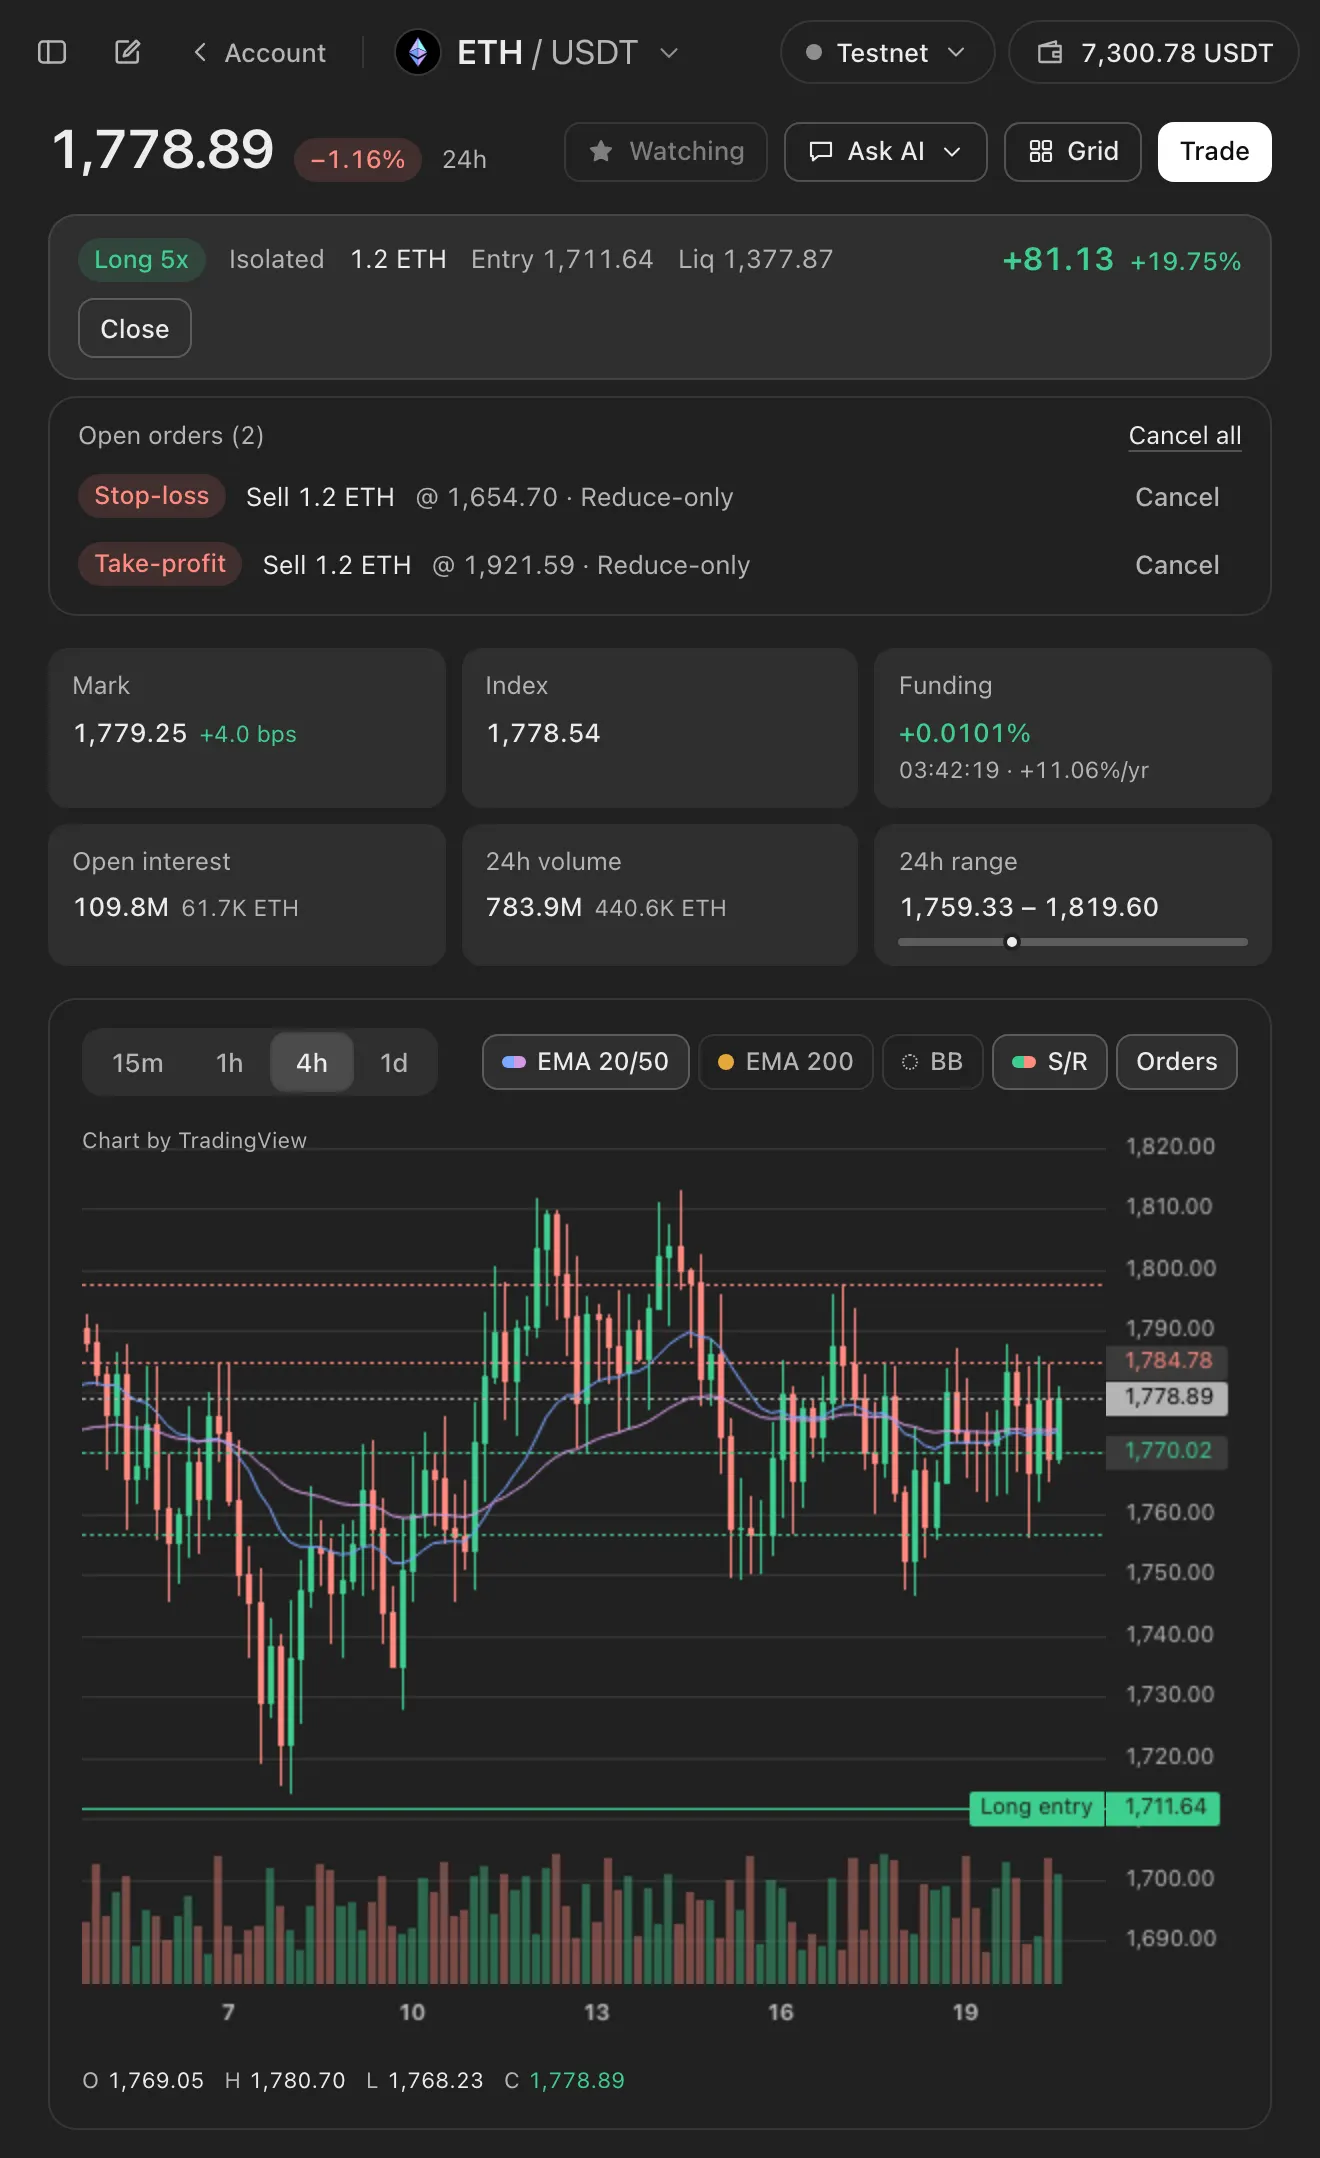 Account
ETH / USDT
Testnet
7,300.78 USDT
1,778.89
−1.16%
24h
Watching
Ask AI
Grid
Trade
Long 5x
Isolated
1.2 ETH
Entry 1,711.64
Liq 1,377.87
+81.13 +19.75%
Close
Open orders (2)
Cancel all
Stop-loss
Sell 1.2 ETH @ 1,654.70 · Reduce-only
Cancel
Take-profit
Sell 1.2 ETH @ 1,921.59 · Reduce-only
Cancel
Mark
1,779.25 +4.0 bps
Index
1,778.54
Funding
+0.0101%
03:42:19 · +11.06%/yr
Open interest
109.8M 61.7K ETH
24h volume
783.9M 440.6K ETH
24h range
1,759.33 – 1,819.60
15m
1h
4h
1d
EMA 20/50
EMA 200
BB
S/R
Orders
Chart by TradingView
1,820.00
1,810.00
1,800.00
1,790.00
1,784.78
1,778.89
1,770.02
1,760.00
1,750.00
1,740.00
1,730.00
1,720.00
Long entry
1,711.64
1,700.00
1,690.00
7
10
13
16
19
O 1,769.05 H 1,780.70 L 1,768.23 C 1,778.89